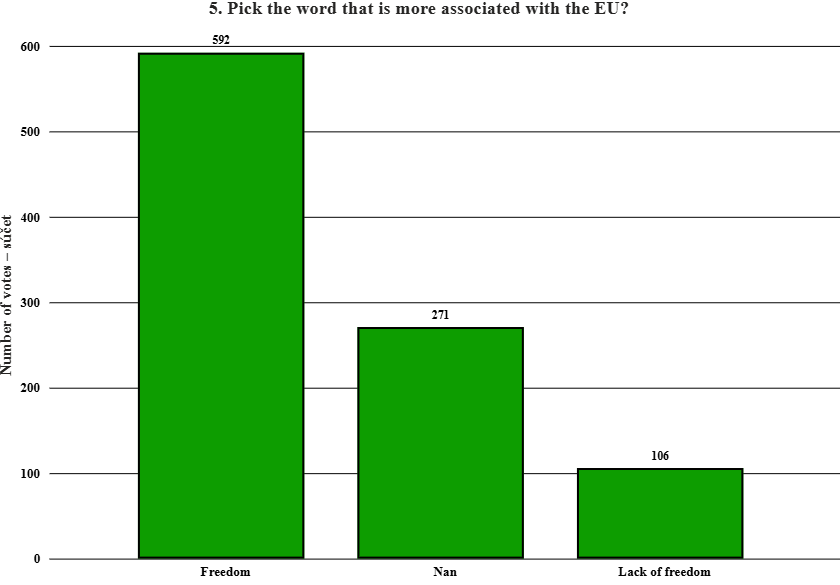 5. Pick the word that is more associated with the EU?
Number of votes – súčet
600
500
400
300
200
100
0
592
271
106
Freedom
Nan
Lack of freedom